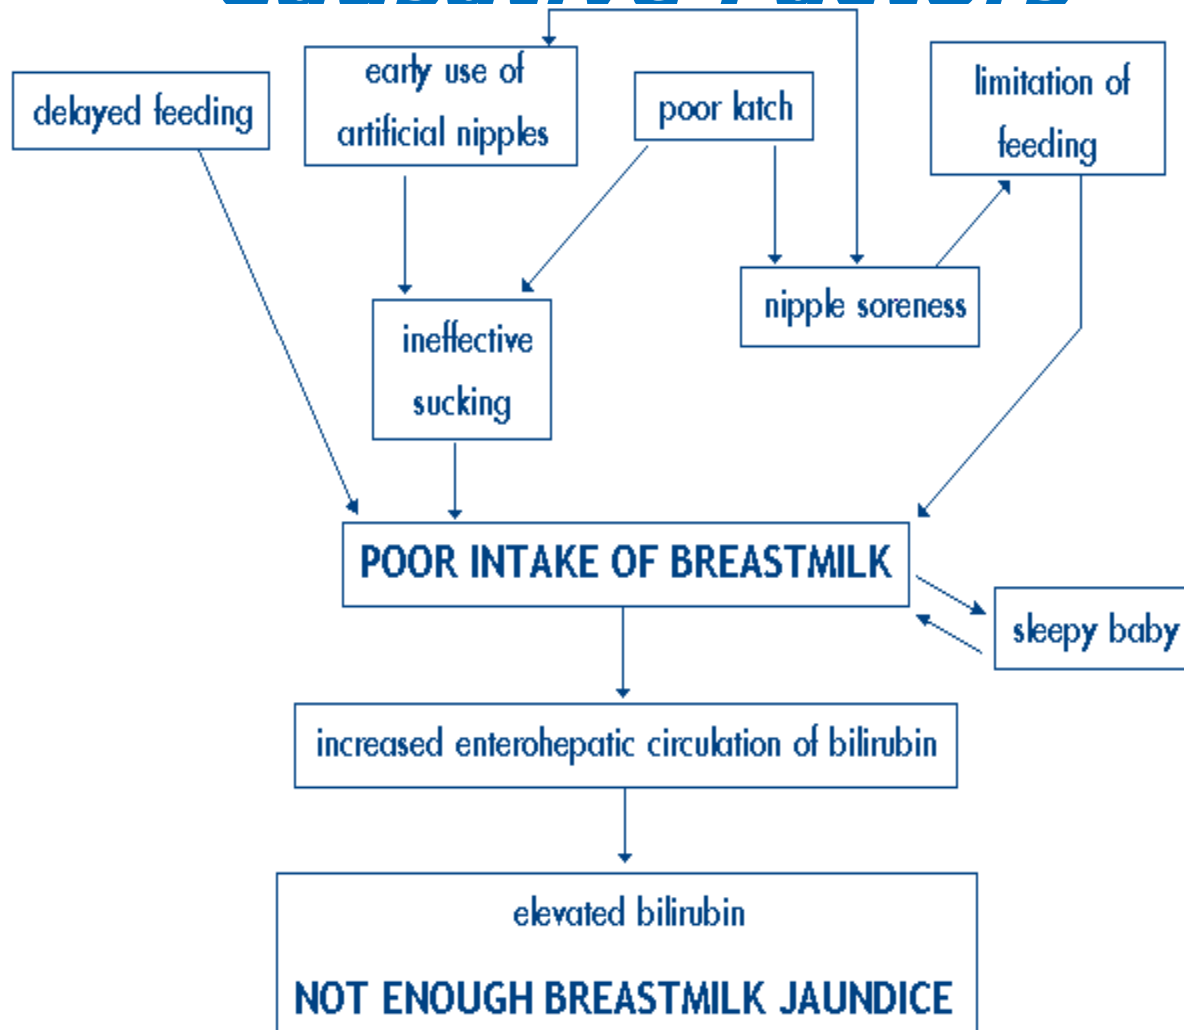 early use of
artificial nipples
delayed feeding
poor latch
limitation of
feeding
nipple soreness
ineffective
sucking
POOR INTAKE OF BREASTMILK
sleepy baby
increased enterohepatic circulation of bilirubin
elevated bilirubin
NOT ENOUGH BREASTMILK JAUNDICE